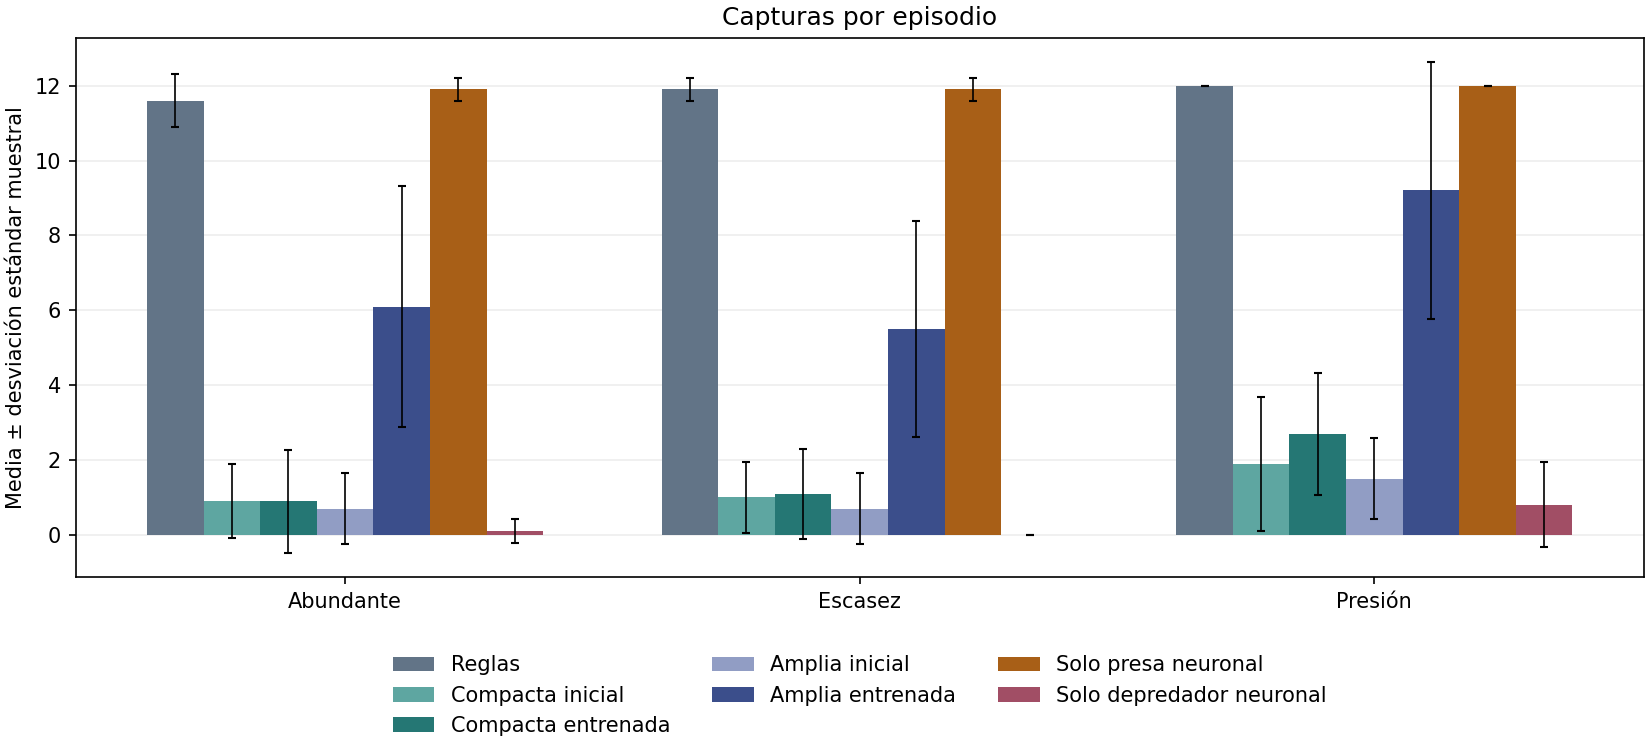 Capturas por episodio
Media ± desviación estándar muestral
12
10
8
6
4
2
0
Abundante
Escasez
Presión
Reglas
Compacta inicial
Compacta entrenada
Amplia inicial
Amplia entrenada
Solo presa neuronal
Solo depredador neuronal